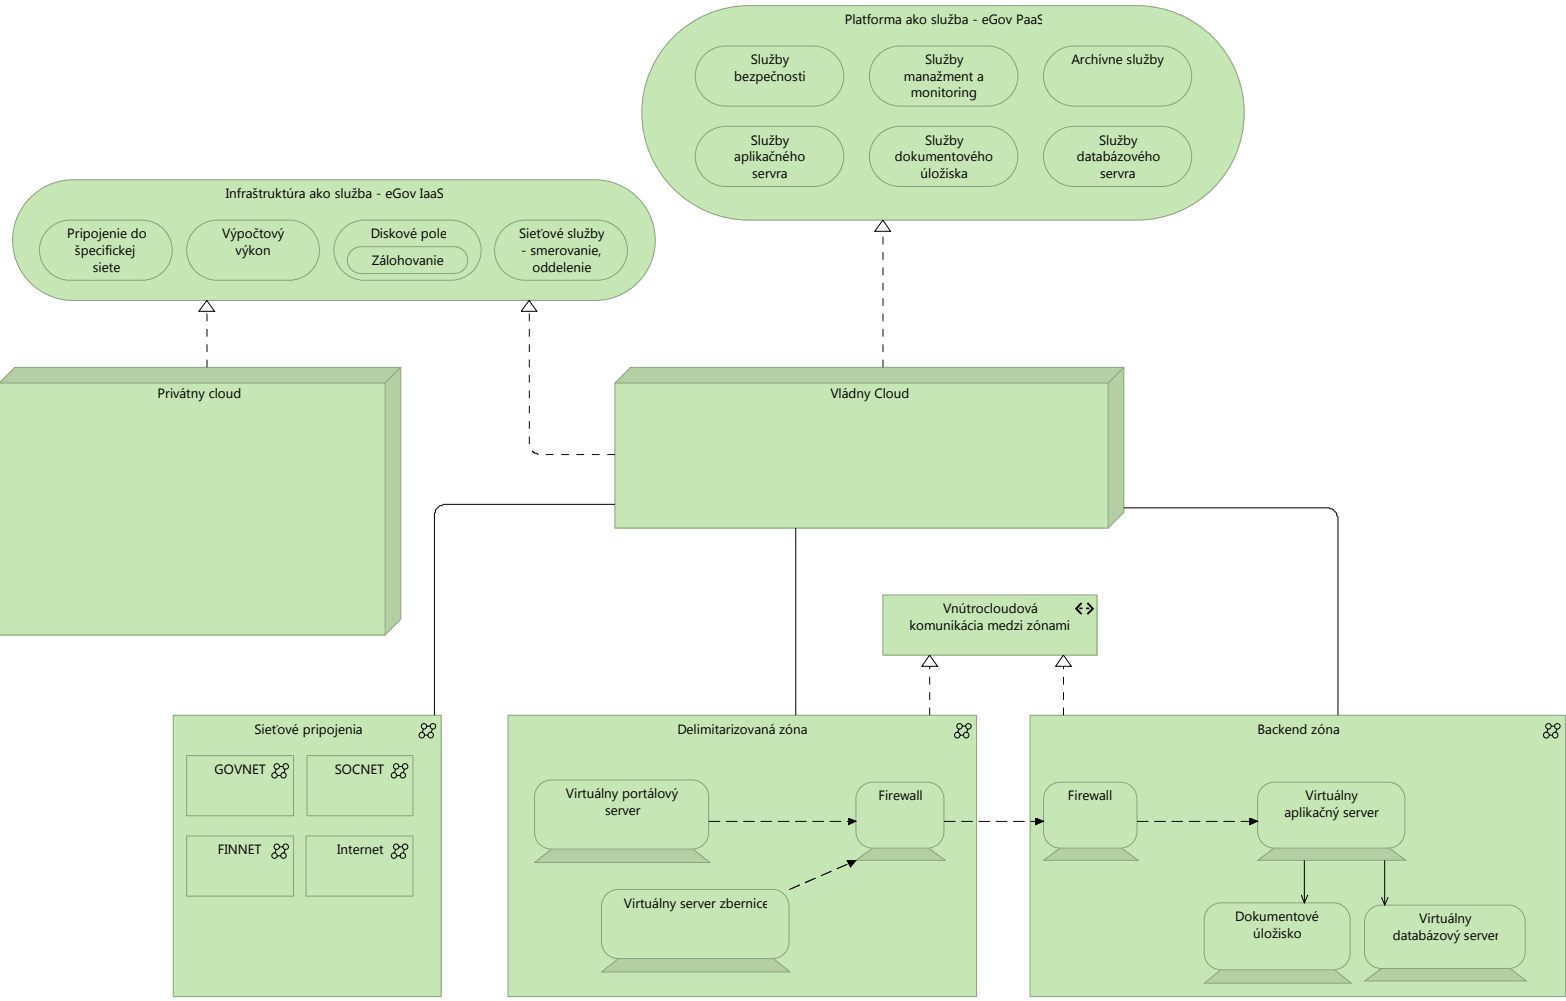 Platforma ako služba - eGov PaaS
Služby
bezpečnosti
Služby
manažment a
monitoring
Archívne služby
Služby
aplikačného
servra
Služby
dokumentového
úložiska
Služby
databázového
servra
Infraštruktúra ako služba - eGov IaaS
Pripojenie do
špecifickej
siete
Výpočtový
výkon
Diskové pole
Zálohovanie
Sieťové služby
- smerovanie,
oddelenie
Privátny cloud
Vládny Cloud
Vnútrocloudová
komunikácia medzi zónami
Sieťové pripojenia
GOVNET
SOCNET
FINNET
Internet
Delimitarizovaná zóna
Virtuálny portálový
server
Firewall
Virtuálny server zbernice
Backend zóna
Firewall
Virtuálny
aplikačný server
Dokumentové
úložisko
Virtuálny
databázový server